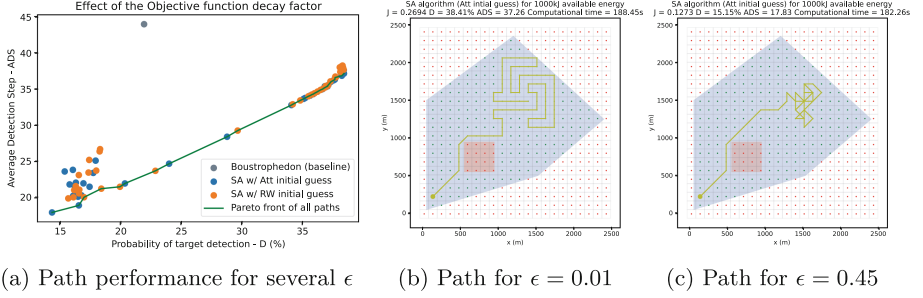 Effect of the Objective function decay factor
45
40
35
30
25
20
Average Detection Step - ADS
Boustrophedon (baseline)
SA w/ Att initial guess
SA w/ RW initial guess
Pareto front of all paths
15 20 25 30 35
Probability of target detection - D (%)
(a) Path performance for several ϵ
SA algorithm (Att initial guess) for 1000kJ available energy
J = 0.2694 D = 38.41% ADS = 37.26 Computational time = 188.45s
2500
2000
1500
1000
500
0
y (m)
0 500 1000 1500 2000 2500
x (m)
(b) Path for ϵ = 0.01
SA algorithm (Att initial guess) for 1000kJ available energy
J = 0.1273 D = 15.15% ADS = 17.83 Computational time = 182.26s
2500
2000
1500
1000
500
0
y (m)
0 500 1000 1500 2000 2500
x (m)
(c) Path for ϵ = 0.45